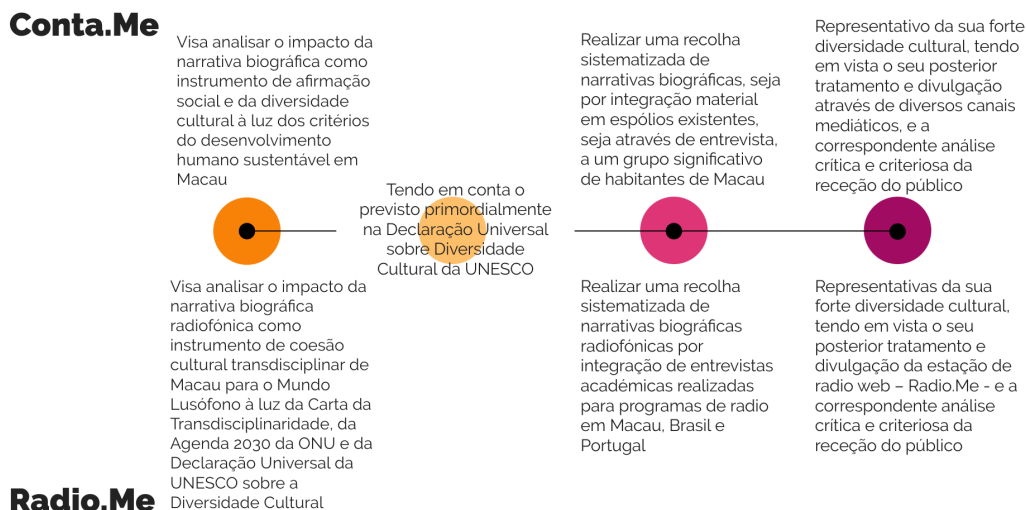 Conta.Me
Visa analisar o impacto da
narrativa biográfica como
instrumento de afirmação
social e da diversidade
cultural à luz dos critérios
do desenvolvimento
humano sustentável em
Macau
Tendo em conta o
previsto primordialmente
na Declaração Universal
sobre Diversidade
Cultural da UNESCO
Realizar uma recolha
sistematizada de
narrativas biográficas, seja
por integração material
em espólios existentes,
seja através de entrevista,
a um grupo significativo
de habitantes de Macau
Representativo da sua forte
diversidade cultural, tendo
em vista o seu posterior
tratamento e divulgação
através de diversos canais
mediáticos, e a
correspondente análise
crítica e criteriosa da
receção do público
Radio.Me
Visa analisar o impacto da
narrativa biográfica
radiofónica como
instrumento de coesão
cultural transdisciplinar de
Macau para o Mundo
Lusófono à luz da Carta da
Transdisciplinaridade, da
Agenda 2030 da ONU e da
Declaração Universal da
UNESCO sobre a
Diversidade Cultural
Realizar uma recolha
sistematizada de
narrativas biográficas
radiofónicas por
integração de entrevistas
académicas realizadas
para programas de radio
em Macau, Brasil e
Portugal
Representativas da sua
forte diversidade cultural,
tendo em vista o seu
posterior tratamento e
divulgação da estação de
radio web – Radio.Me - e a
correspondente análise
crítica e criteriosa da
receção do público